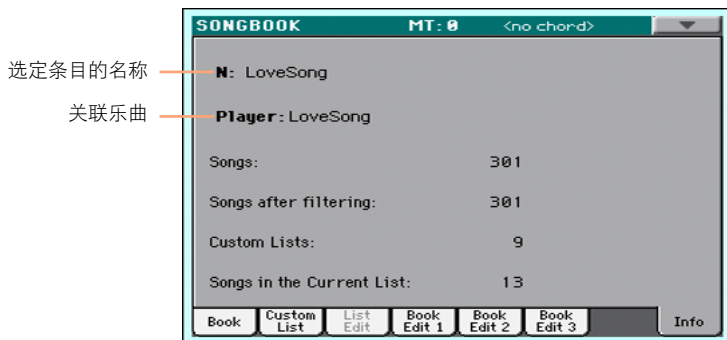 SONGBOOK MT: 0 <no chord>
选定条目的名称 N: LoveSong
关联乐曲 Player: LoveSong
Songs: 301
Songs after filtering: 301
Custom Lists: 9
Songs in the Current List: 13
Book Custom List List Edit Book Edit 1 Book Edit 2 Book Edit 3 Info